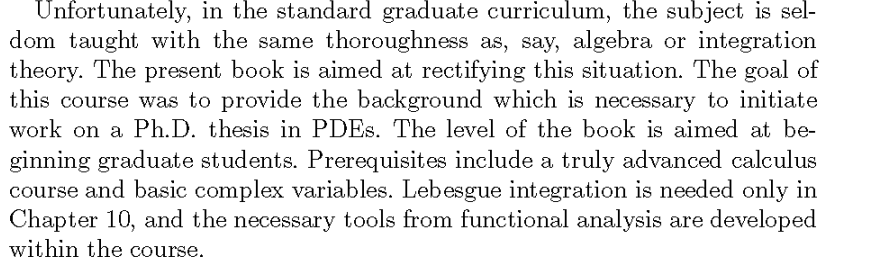 Unfortunately, in the standard graduate curriculum, the subject is sel-
dom taught with the same thoroughness as, say, algebra or integration
theory. The present book is aimed at rectifying this situation. The goal of
this course was to provide the background which is necessary to initiate
work on a Ph.D. thesis in PDEs. The level of the book is aimed at be-
ginning graduate students. Prerequisites include a truly advanced calculus
course and basic complex variables. Lebesgue integration is needed only in
Chapter 10, and the necessary tools from functional analysis are developed
within the course.